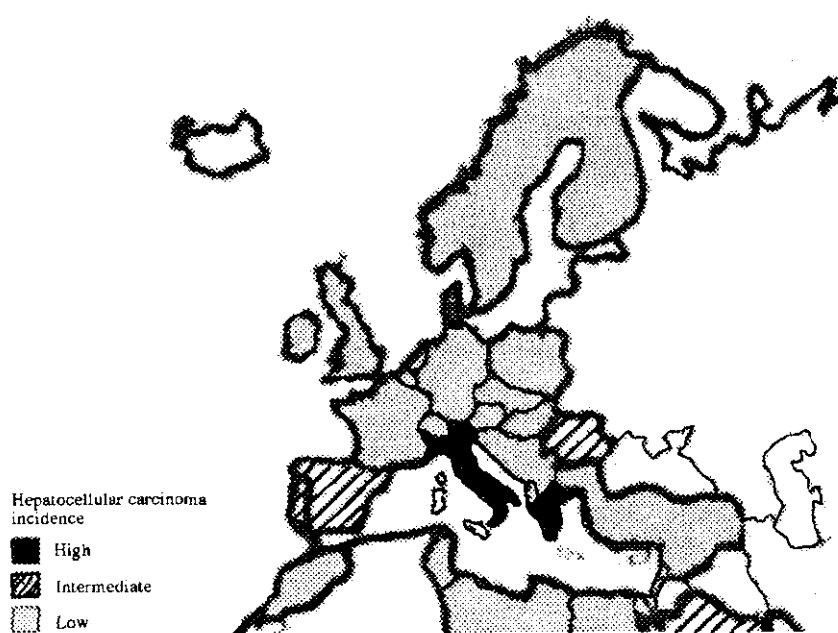 Hepatocellular carcinoma
incidence
High
Intermediate
Low